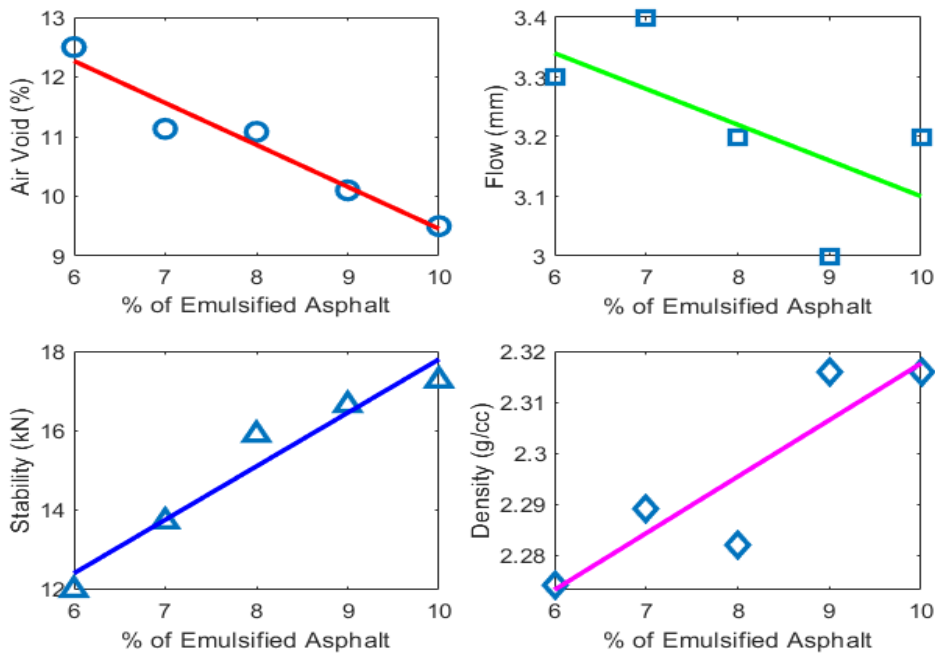 13
12
11
10
9
Air Void (%)
6 7 8 9 10
% of Emulsified Asphalt
3.4
3.3
3.2
3.1
3
Flow (mm)
6 7 8 9 10
% of Emulsified Asphalt
18
16
14
12
Stability (kN)
6 7 8 9 10
% of Emulsified Asphalt
2.32
2.31
2.3
2.29
2.28
Density (g/cc)
6 7 8 9 10
% of Emulsified Asphalt